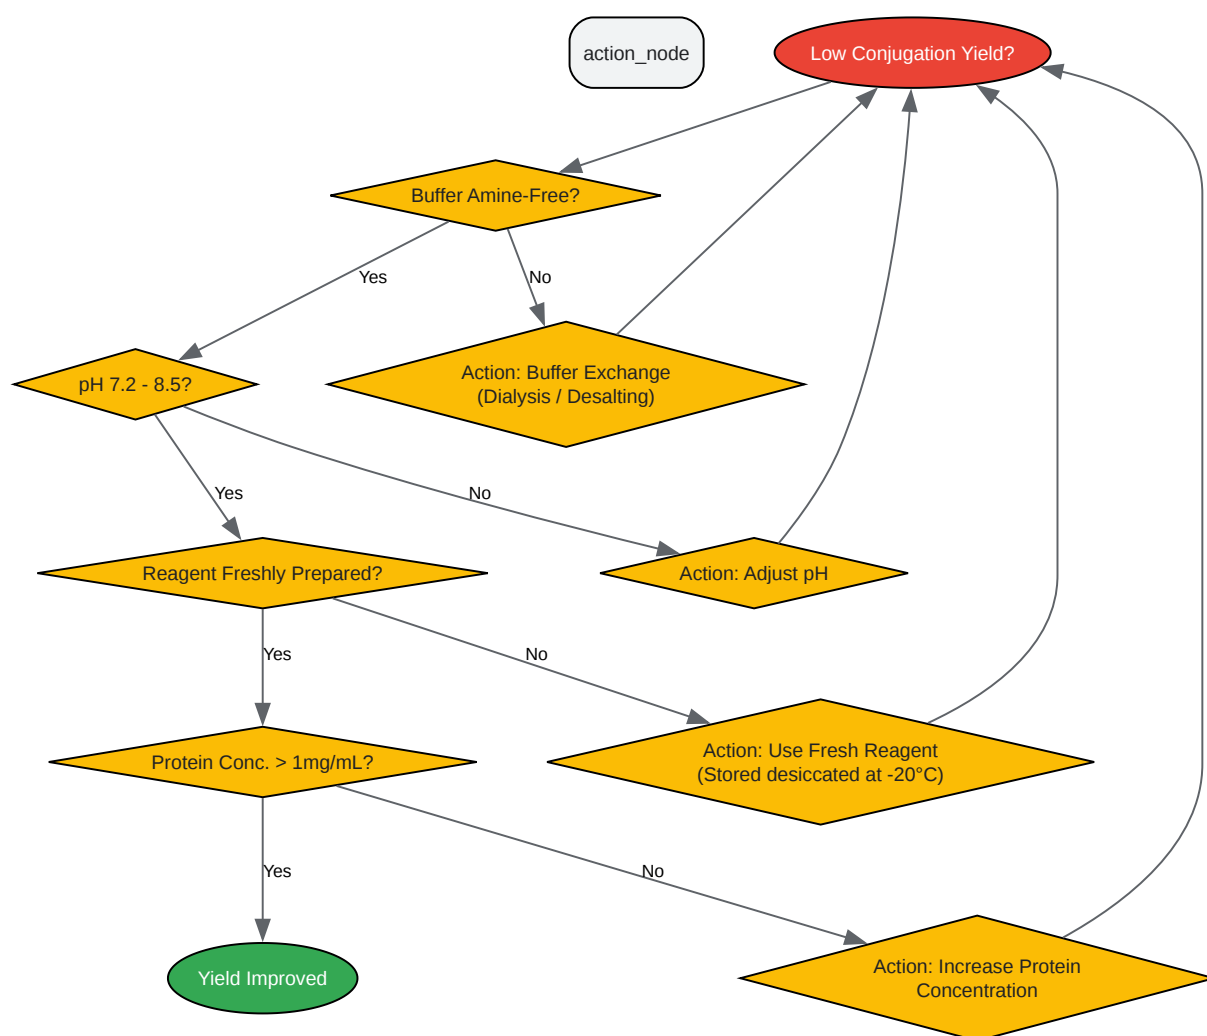 action_node
Low Conjugation Yield?
Buffer Amine-Free?
Yes
No
pH 7.2 - 8.5?
Action: Buffer Exchange
(Dialysis / Desalting)
Yes
No
Reagent Freshly Prepared?
Action: Adjust pH
Yes
No
Protein Conc. > 1mg/mL?
Action: Use Fresh Reagent
(Stored desiccated at -20°C)
Yes
No
Yield Improved
Action: Increase Protein
Concentration